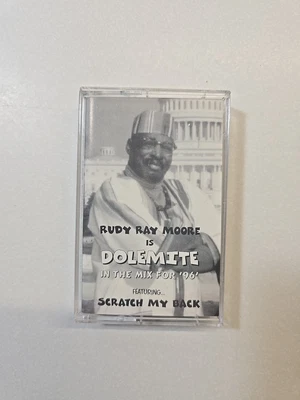 RUDY RAY MOORE
IS
DOLEMITE
IN THE MIX FOR '96'
FEATURING...
SCRATCH MY BACK